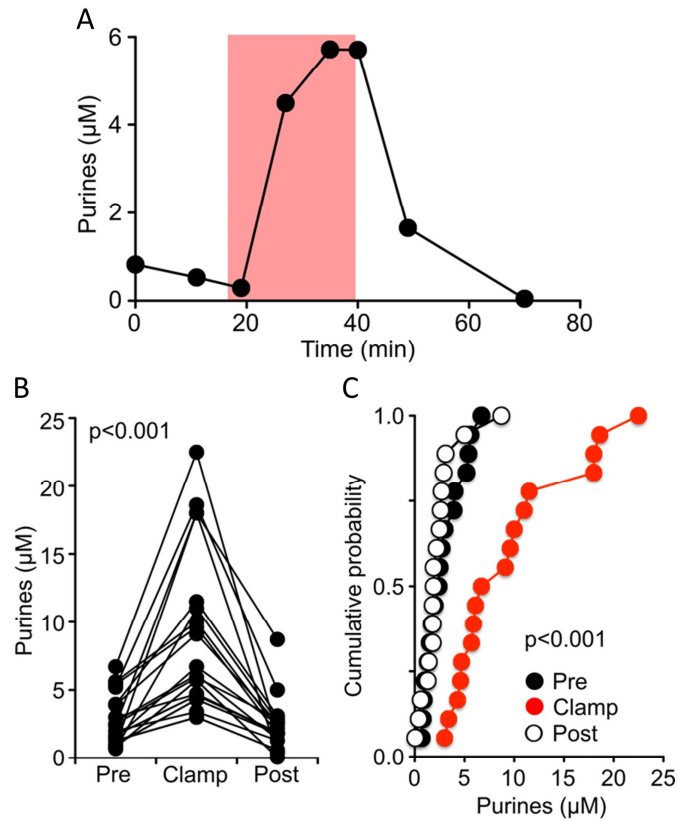 A
Purines (µM)
6
4
2
0
0 20 40 60 80
Time (min)
B
Purines (µM)
25
20
15
10
5
0
p<0.001
Pre Clamp Post
C
Cumulative probability
1.0
0.5
0.0
p<0.001
Pre
Clamp
Post
0 5 10 15 20 25
Purines (µM)